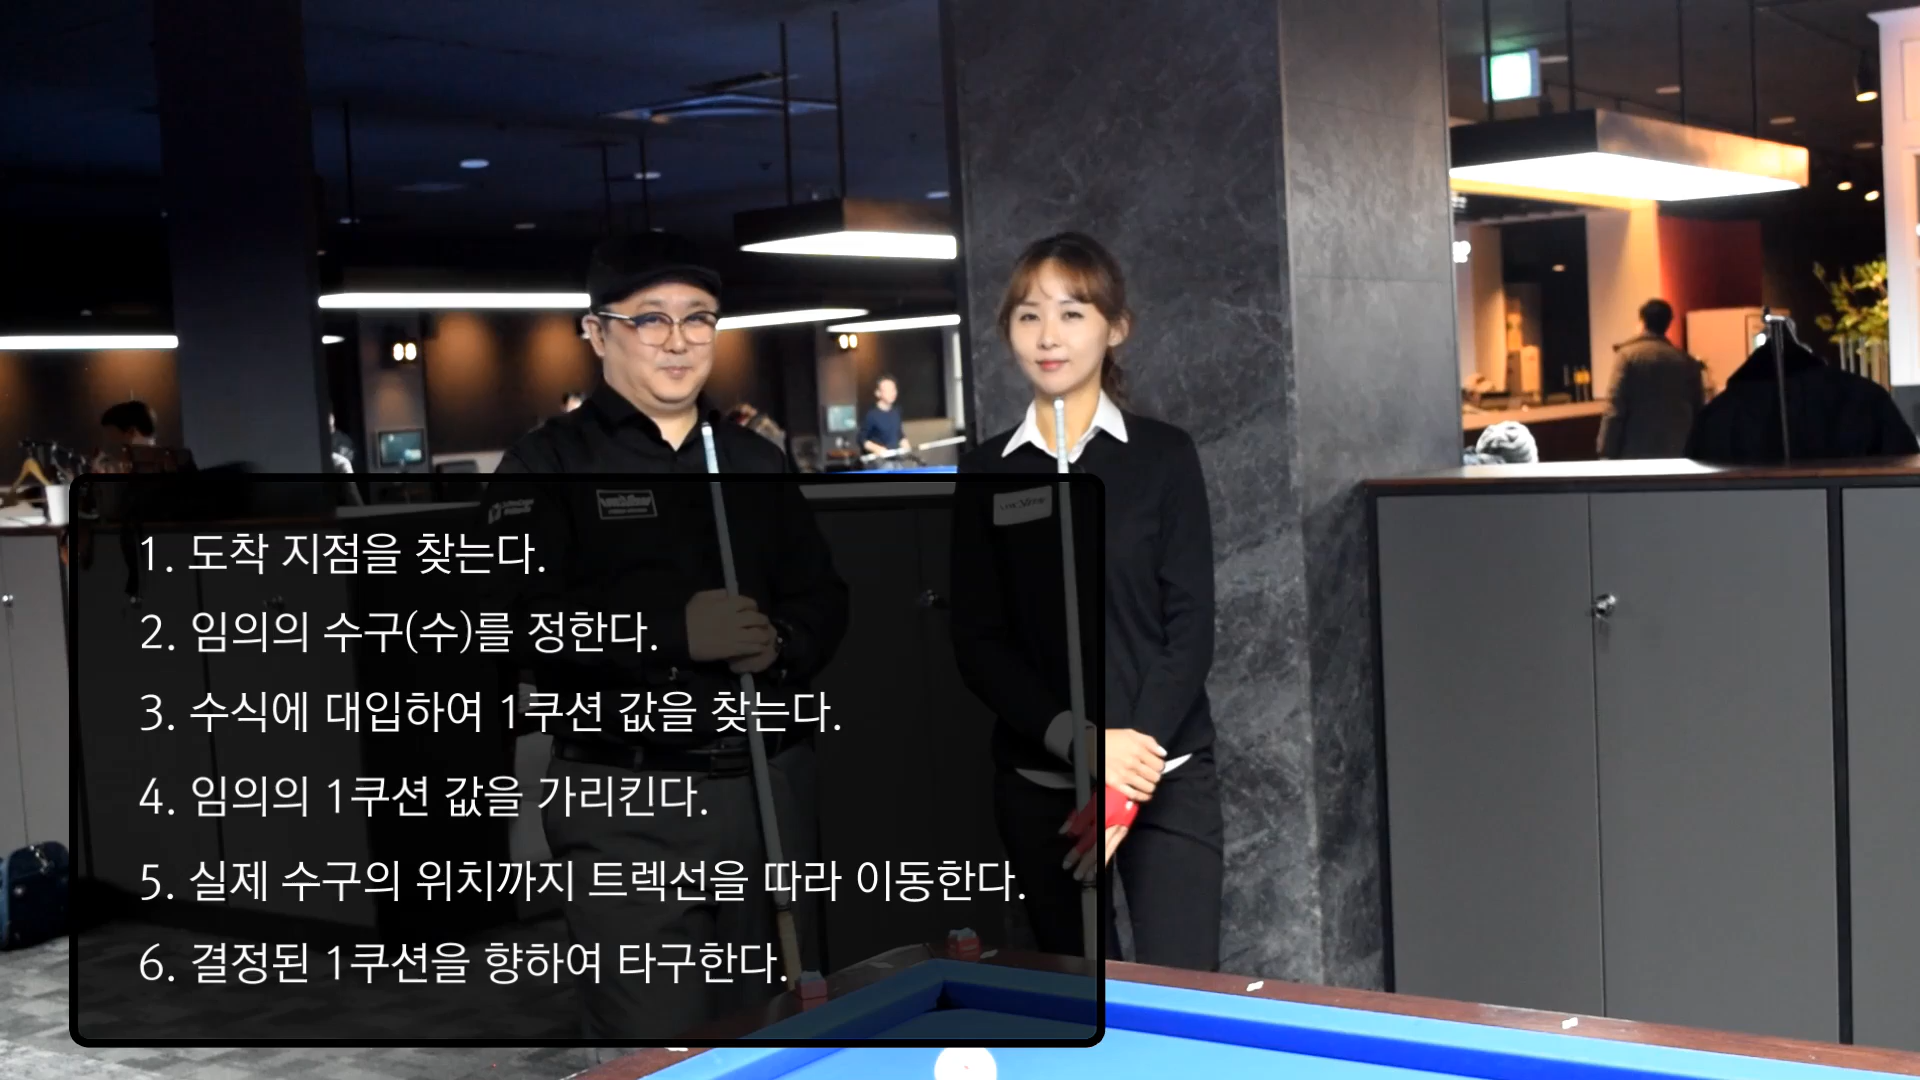 1. 도착 지점을 찾는다.
2. 임의의 수구(수)를 정한다.
3. 수식에 대입하여 1쿠션 값을 찾는다.
4. 임의의 1쿠션 값을 가리킨다.
5. 실제 수구의 위치까지 트렉선을 따라 이동한다.
6. 결정된 1쿠션을 향하여 타구한다.